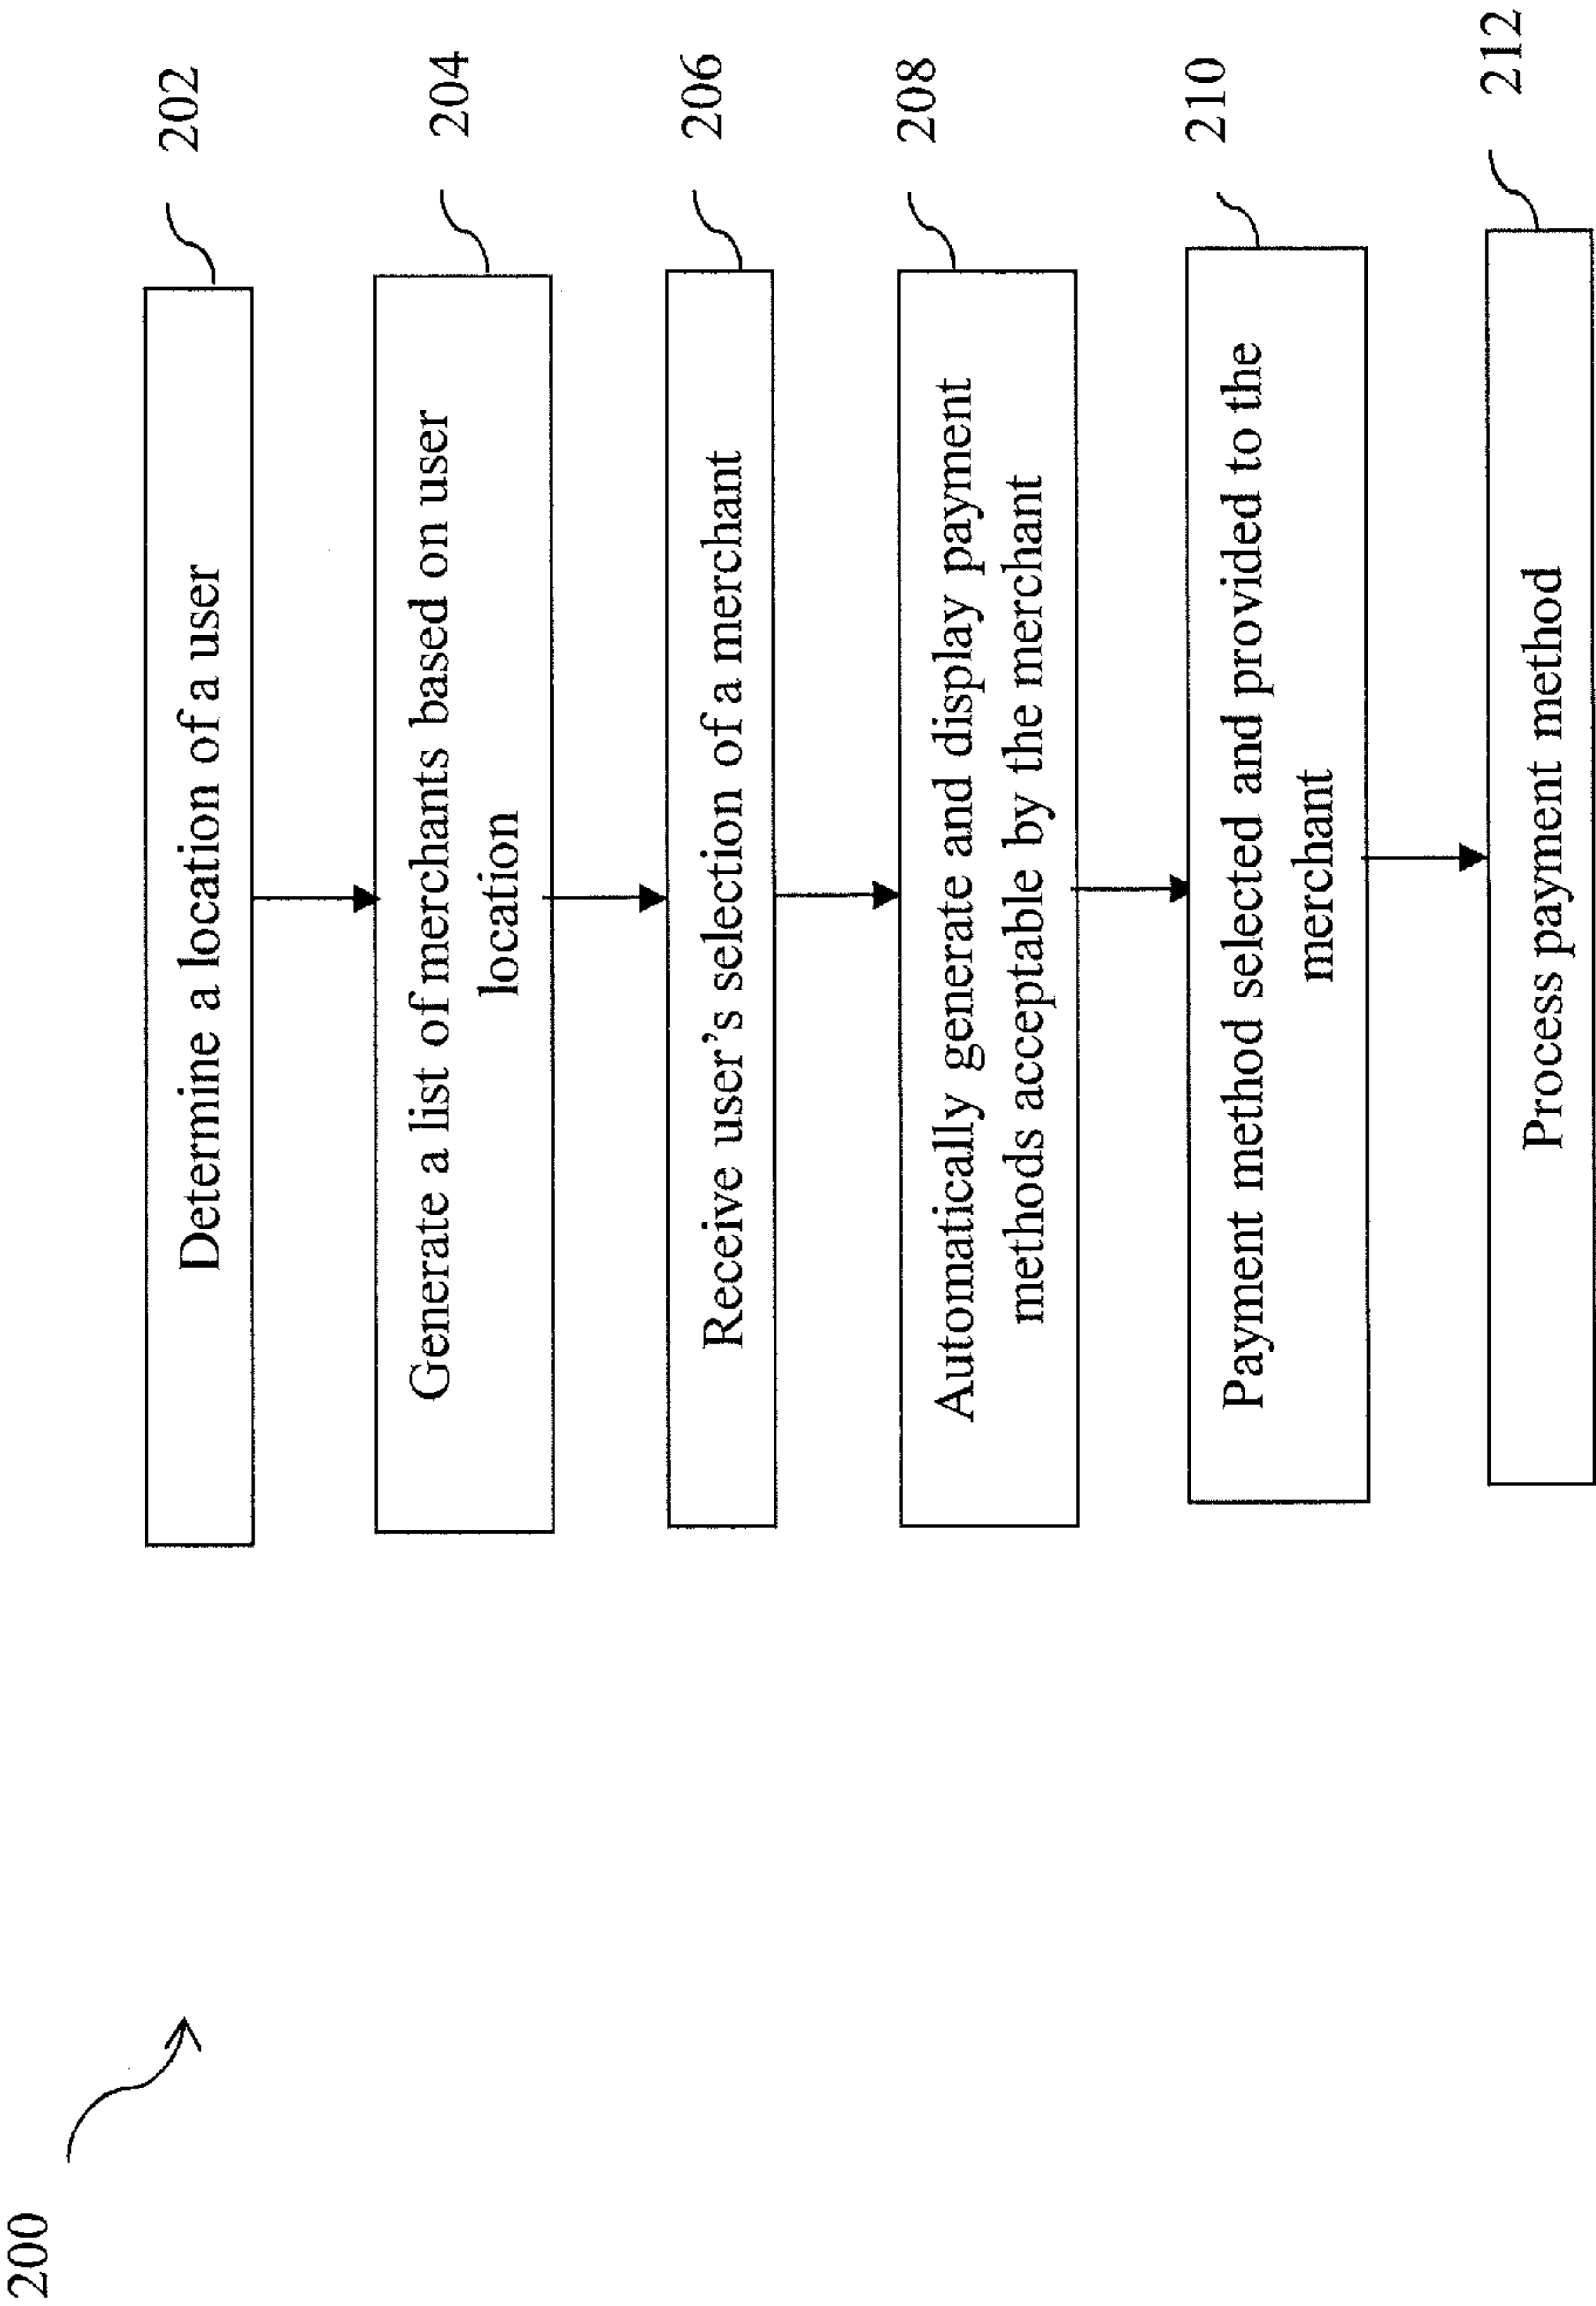 200
Determine a location of a user
202
Generate a list of merchants based on user
location
204
Receive user's selection of a merchant
206
Automatically generate and display payment
methods acceptable by the merchant
208
Payment method selected and provided to the
merchant
210
Process payment method
212